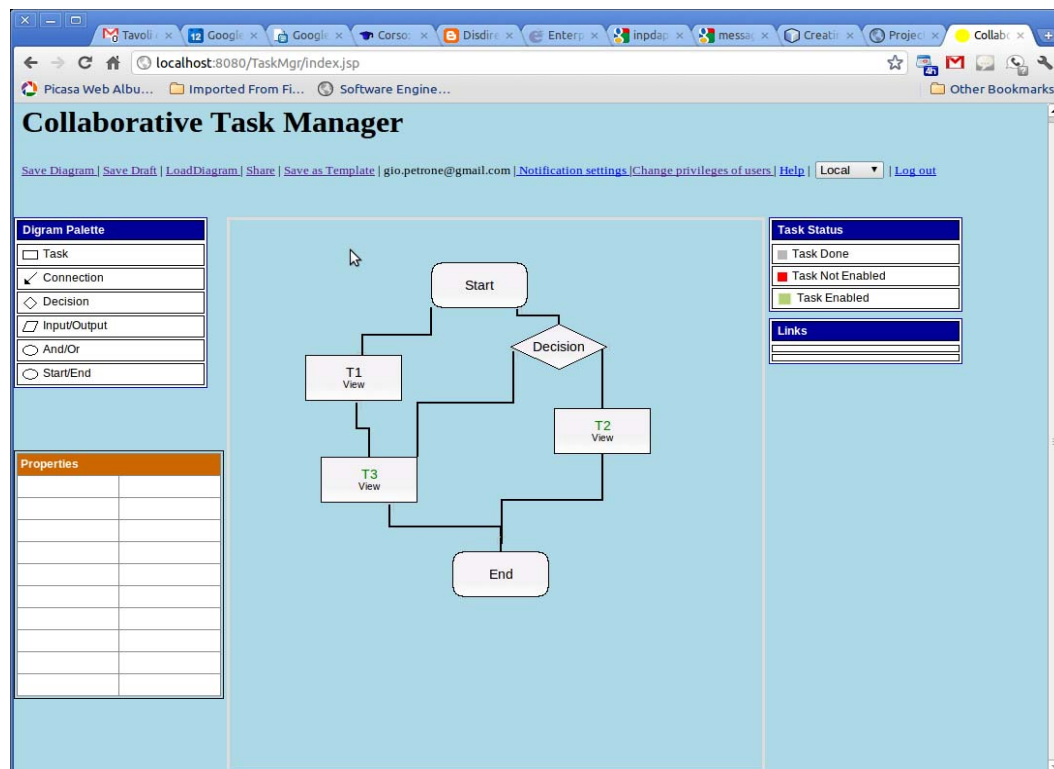 Tavoli
12 Google
Google
Corso:
Disdire
Enterp
inpdap
messag
Creatin
Projec
Collabo
localhost:8080/TaskMgr/index.jsp
Picasa Web Albu... Imported From Fi... Software Engine... Other Bookmarks
Collaborative Task Manager
Save Diagram | Save Draft | LoadDiagram | Share | Save as Template | gio.petrone@gmail.com | Notification settings |Change privileges of users | Help | Local | Log out
Digram Palette
Task
Connection
Decision
Input/Output
And/Or
Start/End
Properties
Start
Decision
T1
View
T2
View
T3
View
End
Task Status
Task Done
Task Not Enabled
Task Enabled
Links